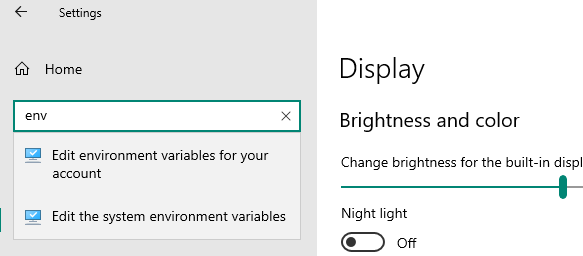 Settings
Home
env
Edit environment variables for your
account
Edit the system environment variables
Display
Brightness and color
Change brightness for the built-in displ
Night light
Off